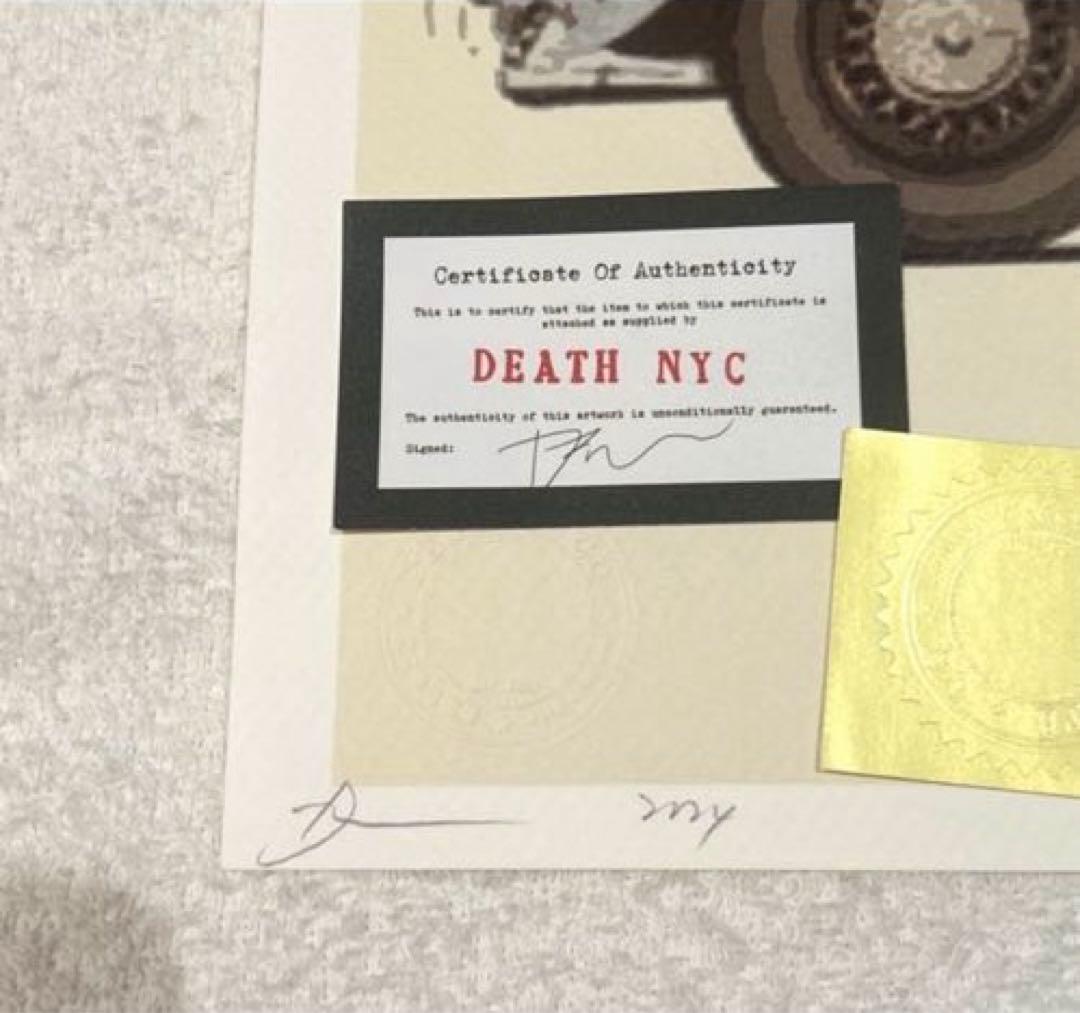 Certificate Of Authenticity
This is to certify that the item to which this certificate is
attached as supplied by
DEATH NYC
The authenticity of this artwork is unconditionally guaranteed.
Signed: